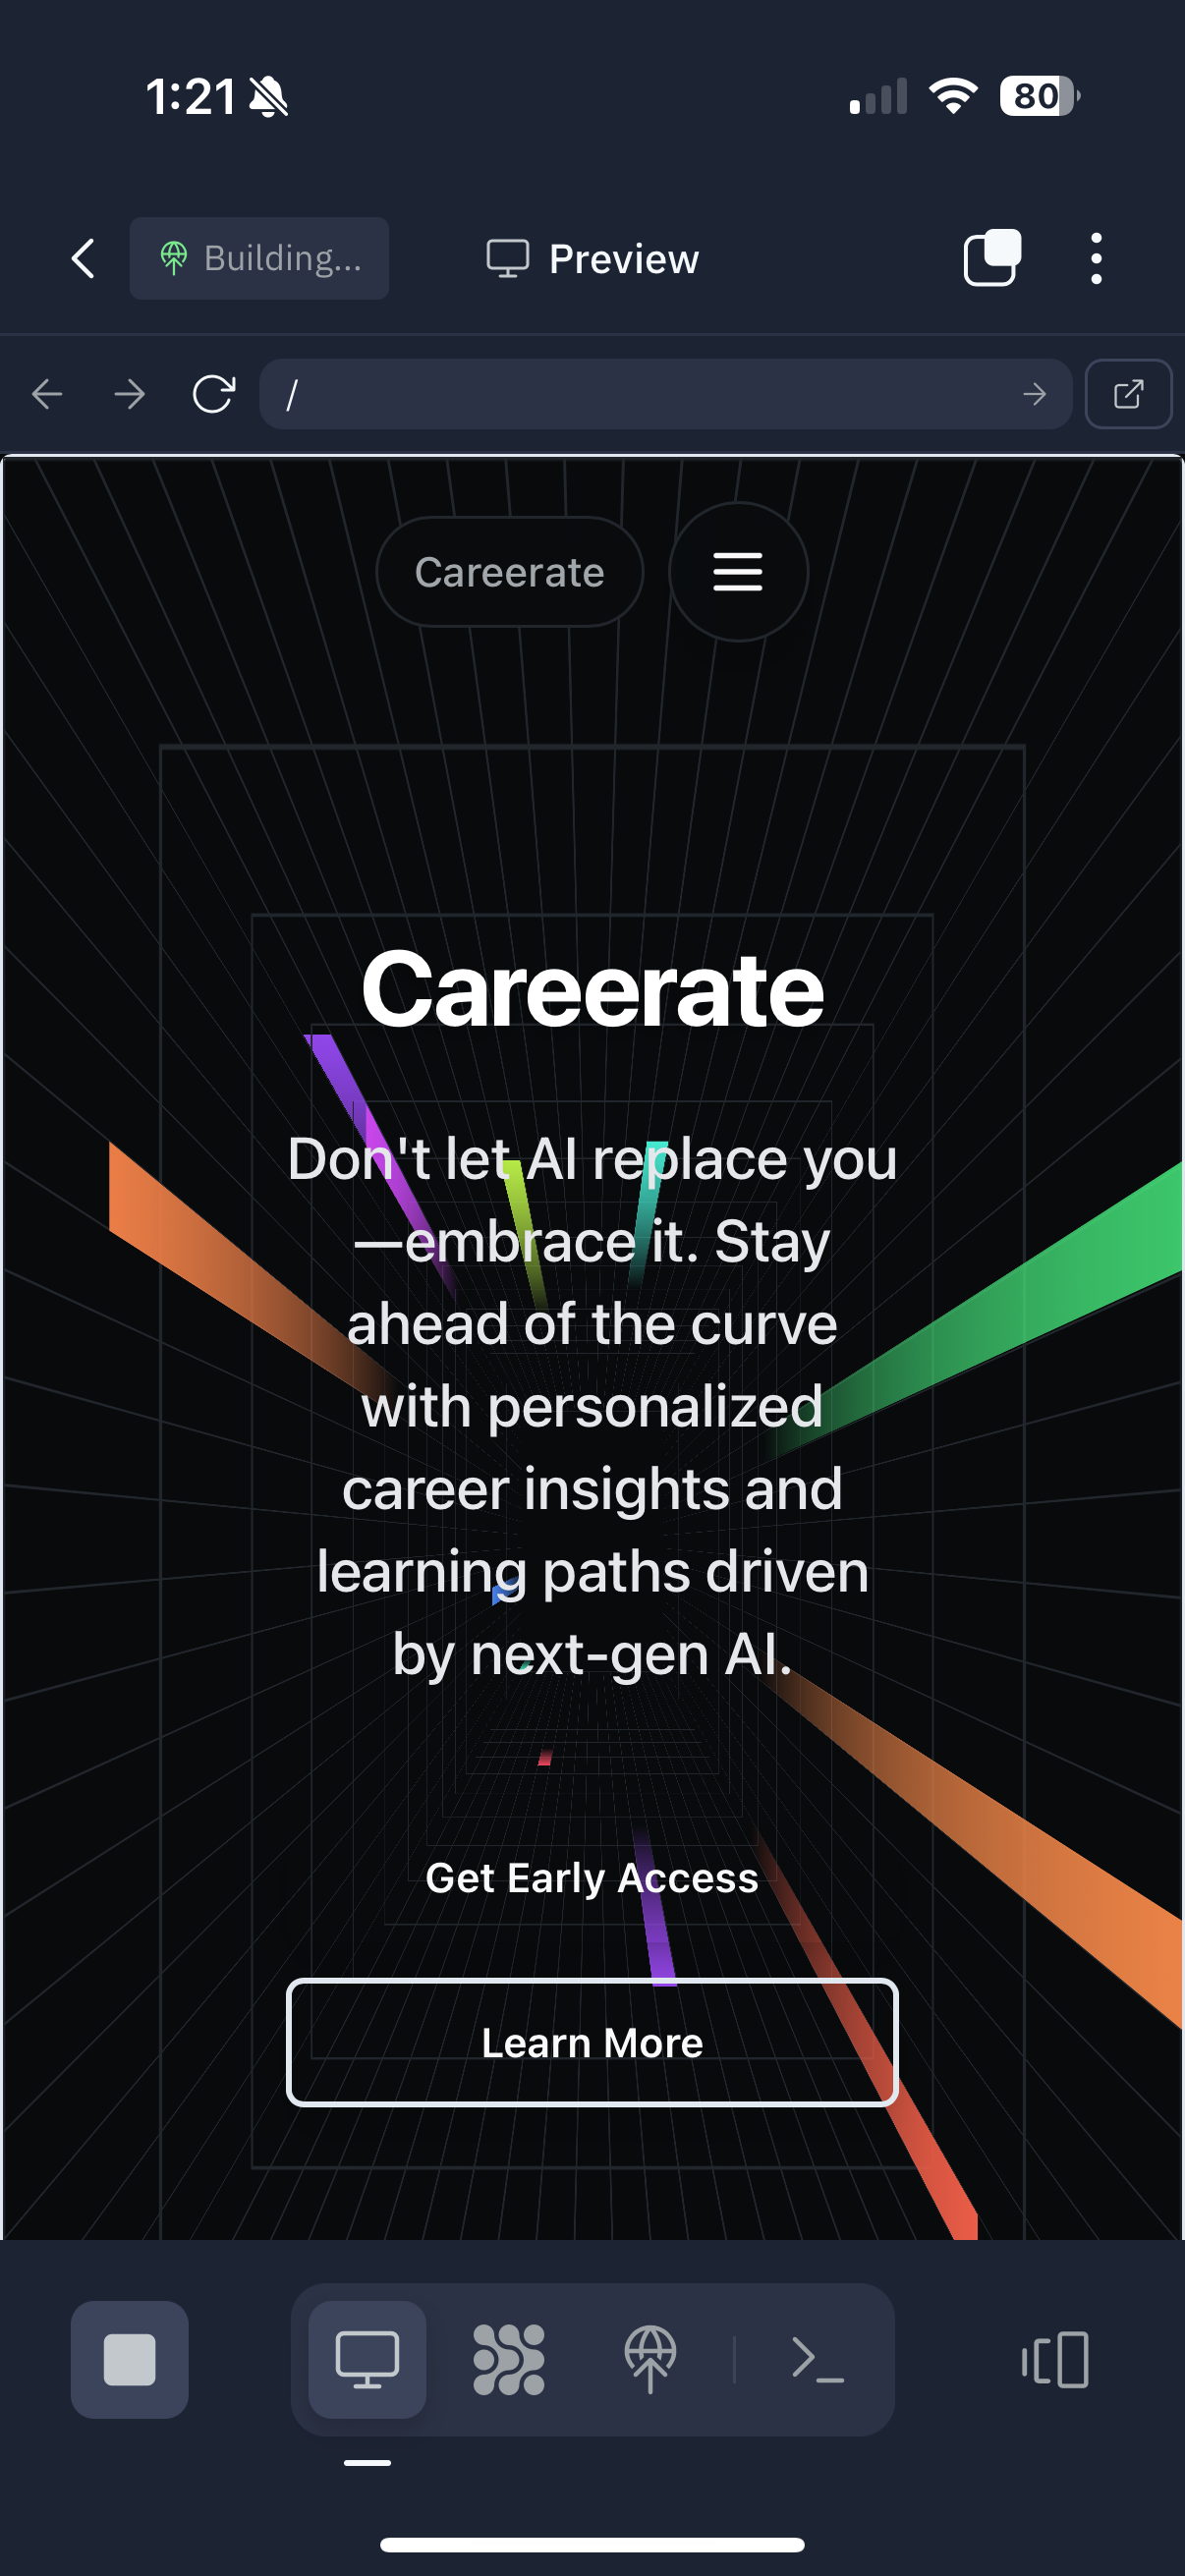 1:21
80
Building...
Preview
/
Careerate
Careerate
Don't let AI replace you
—embrace it. Stay
ahead of the curve
with personalized
career insights and
learning paths driven
by next-gen AI.
Get Early Access
Learn More